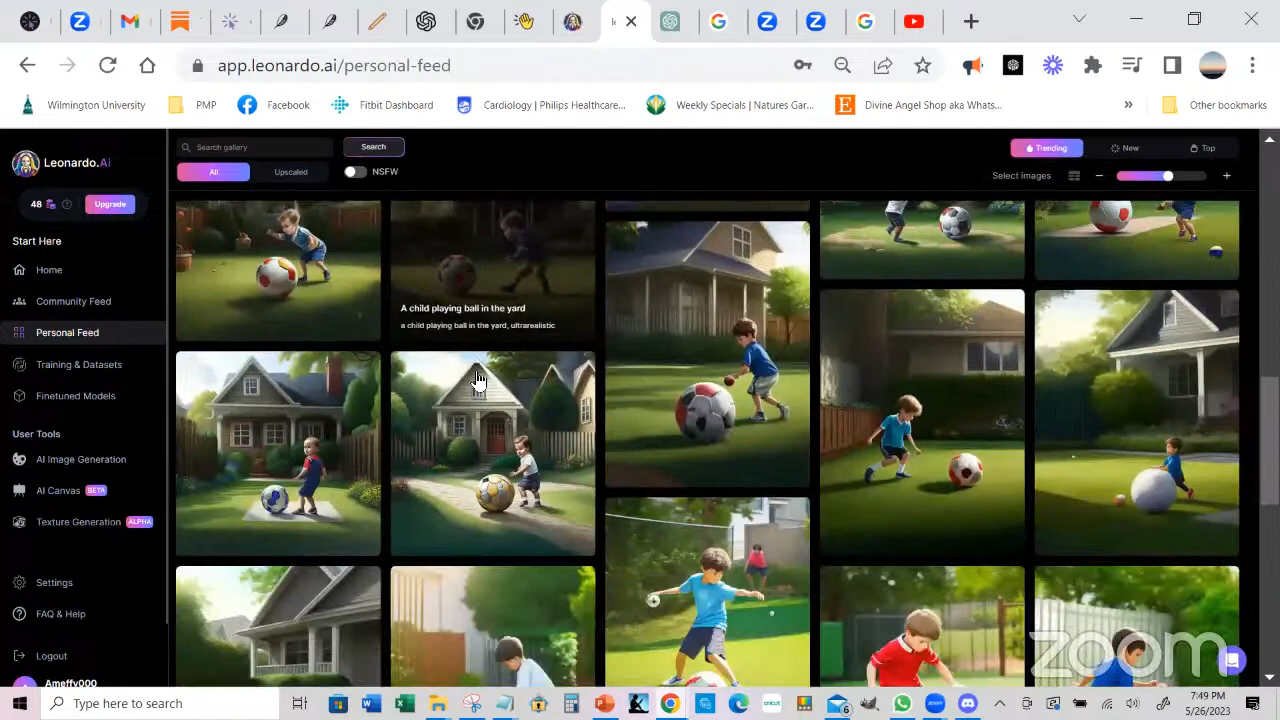 app.leonardo.ai/personal-feed
Wilmington University
PMP
Facebook
Fitbit Dashboard
Cardiology | Philips Healthcare...
Weekly Specials | Natures Gar...
Divine Angel Shop aka Whats...
»
Other bookmarks
Leonardo.Ai
Search gallery
Search
Trending
New
Top
All
Upscaled
NSFW
Select Images
48
Upgrade
Start Here
Home
Community Feed
Personal Feed
Training & Datasets
Finetuned Models
User Tools
AI Image Generation
AI Canvas BETA
Texture Generation ALPHA
Settings
FAQ & Help
Logout
Ameffy000
A child playing ball in the yard
a child playing ball in the yard, ultrarealistic
zoom
Type here to search
7:49 PM
5/26/2023